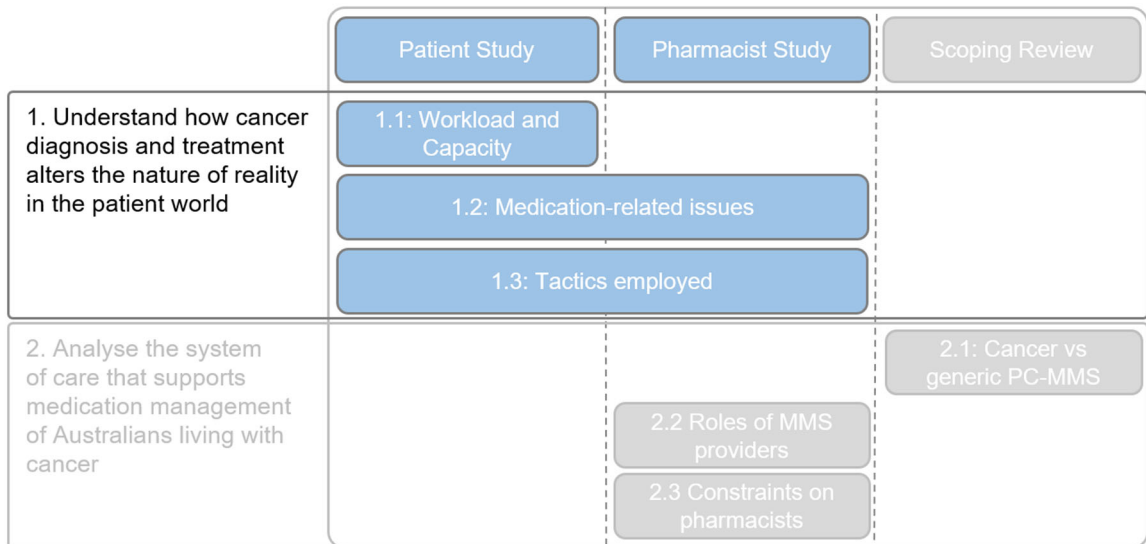 Patient Study
Pharmacist Study
Scoping Review
1. Understand how cancer
diagnosis and treatment
alters the nature of reality
in the patient world
1.1: Workload and
Capacity
1.2: Medication-related issues
1.3: Tactics employed
2. Analyse the system
of care that supports
medication management
of Australians living with
cancer
2.1: Cancer vs
generic PC-MMS
2.2 Roles of MMS
providers
2.3 Constraints on
pharmacists